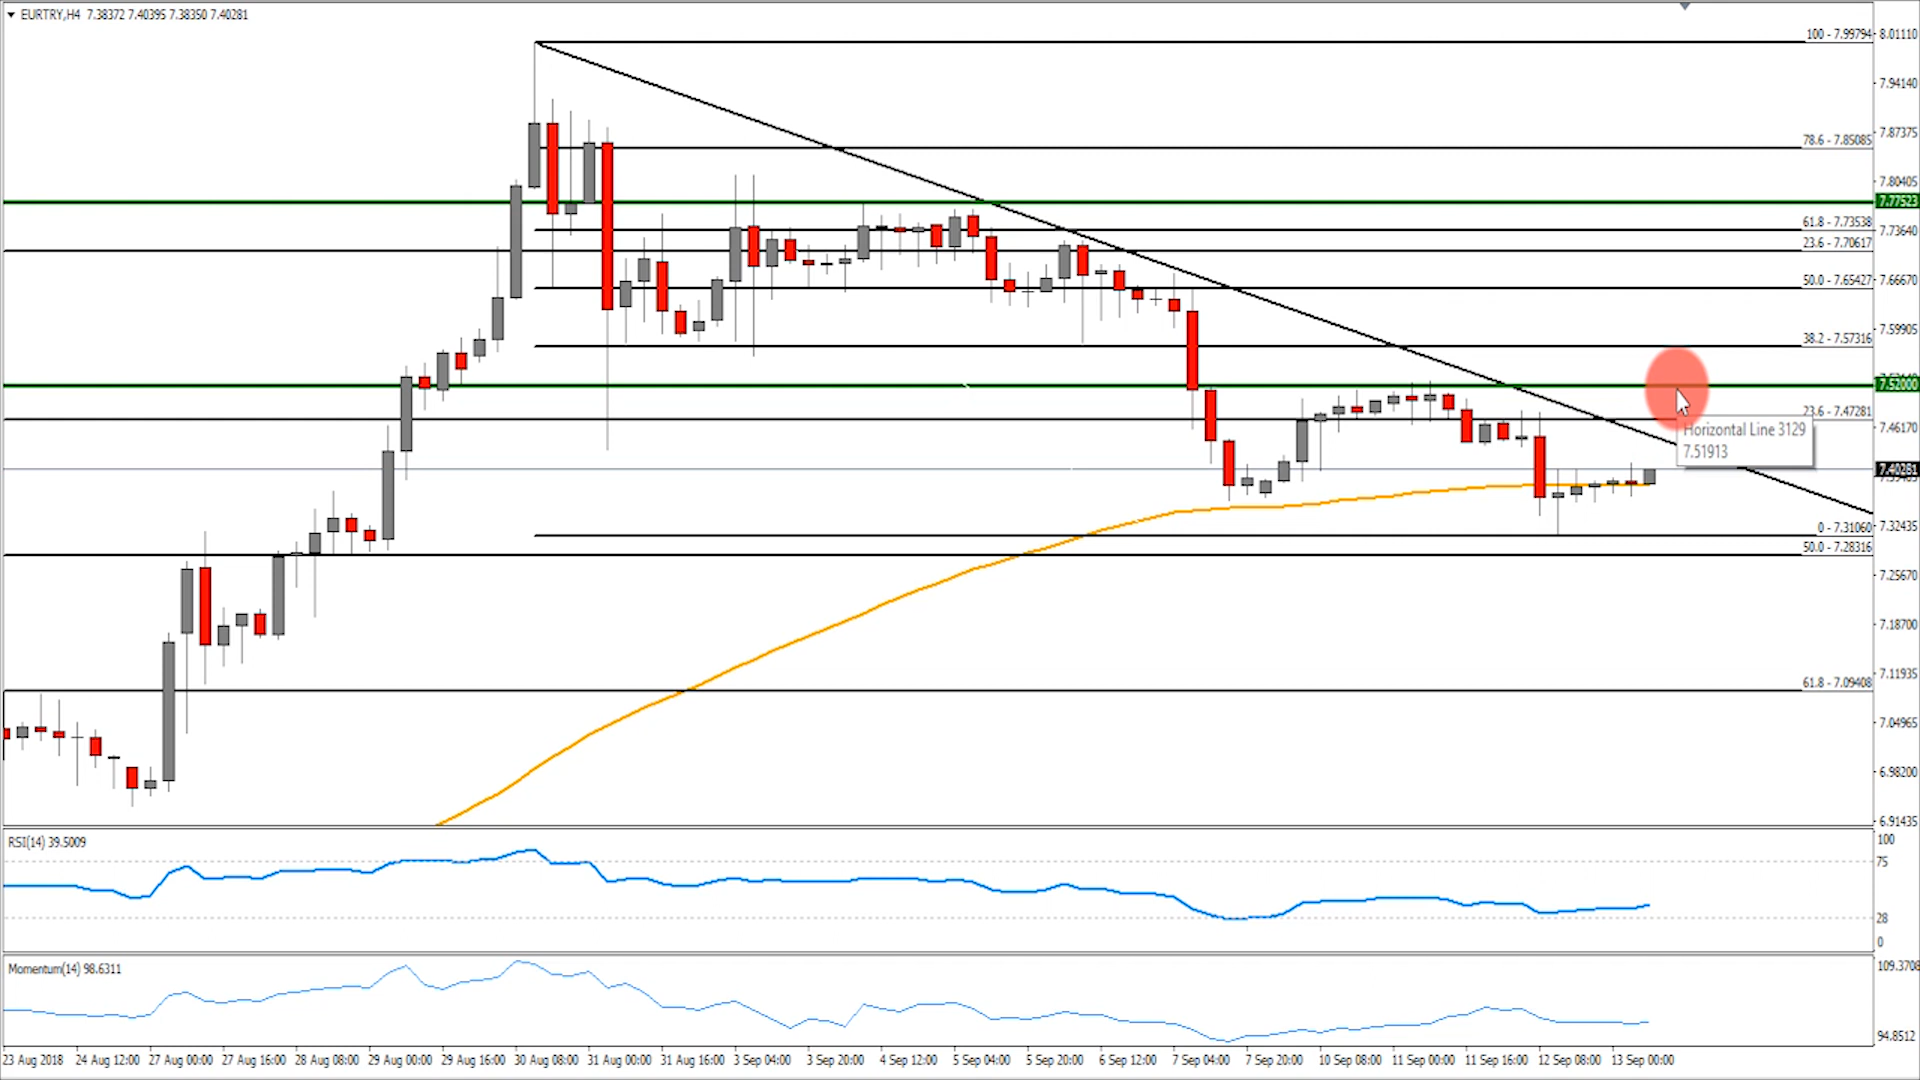 EURTRY,H4 7.38372 7.40395 7.38350 7.40281
100 - 7.99794
8.01110
7.94140
7.87375
78.6 - 7.85085
7.80405
7.77523
61.8 - 7.73538
7.73640
23.6 - 7.70617
50.0 - 7.65427
7.66670
7.59905
38.2 - 7.57316
7.52000
23.6 - 7.47281
7.46170
Horizontal Line 3129
7.51913
7.40281
0 - 7.31060
7.32435
50.0 - 7.28316
7.25670
7.18700
7.11935
61.8 - 7.09408
7.04965
6.98200
6.91435
RSI(14) 39.5009
100
75
28
0
Momentum(14) 98.6311
109.3708
94.8512
23 Aug 2018 24 Aug 12:00 27 Aug 00:00 27 Aug 16:00 28 Aug 08:00 29 Aug 00:00 29 Aug 16:00 30 Aug 08:00 31 Aug 00:00 31 Aug 16:00 3 Sep 04:00 3 Sep 20:00 4 Sep 12:00 5 Sep 04:00 5 Sep 20:00 6 Sep 12:00 7 Sep 04:00 7 Sep 20:00 10 Sep 08:00 11 Sep 00:00 11 Sep 16:00 12 Sep 08:00 13 Sep 00:00